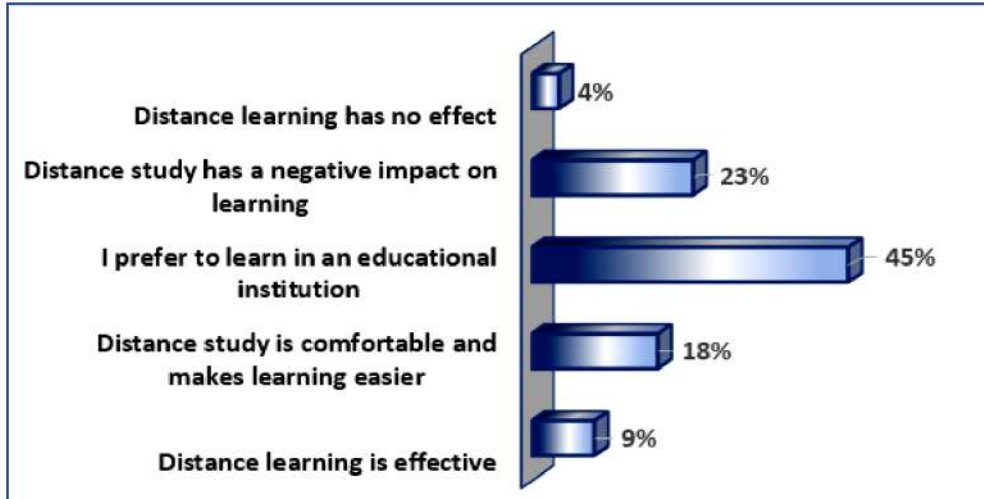 4%
Distance learning has no effect
Distance study has a negative impact on
learning
23%
I prefer to learn in an educational
institution
45%
Distance study is comfortable and
makes learning easier
18%
9%
Distance learning is effective